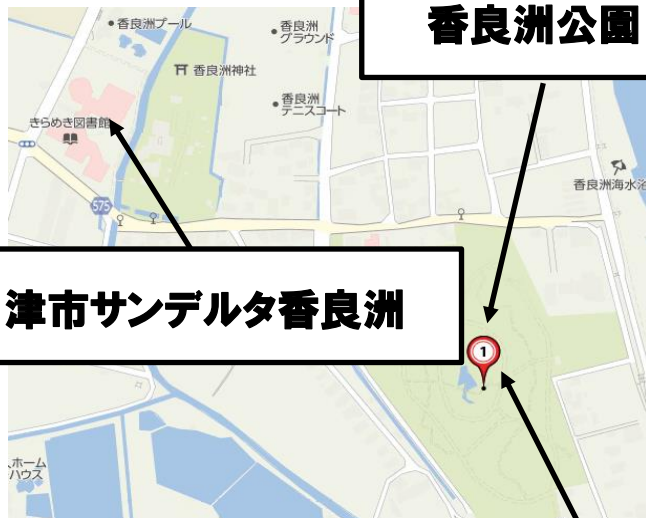 香良洲公園
香良洲プール
香良洲
グラウンド
香良洲神社
香良洲
テニスコート
きらめき図書館
575
香良洲海水浴
津市サンデルタ香良洲
1
人ホーム
ハウス